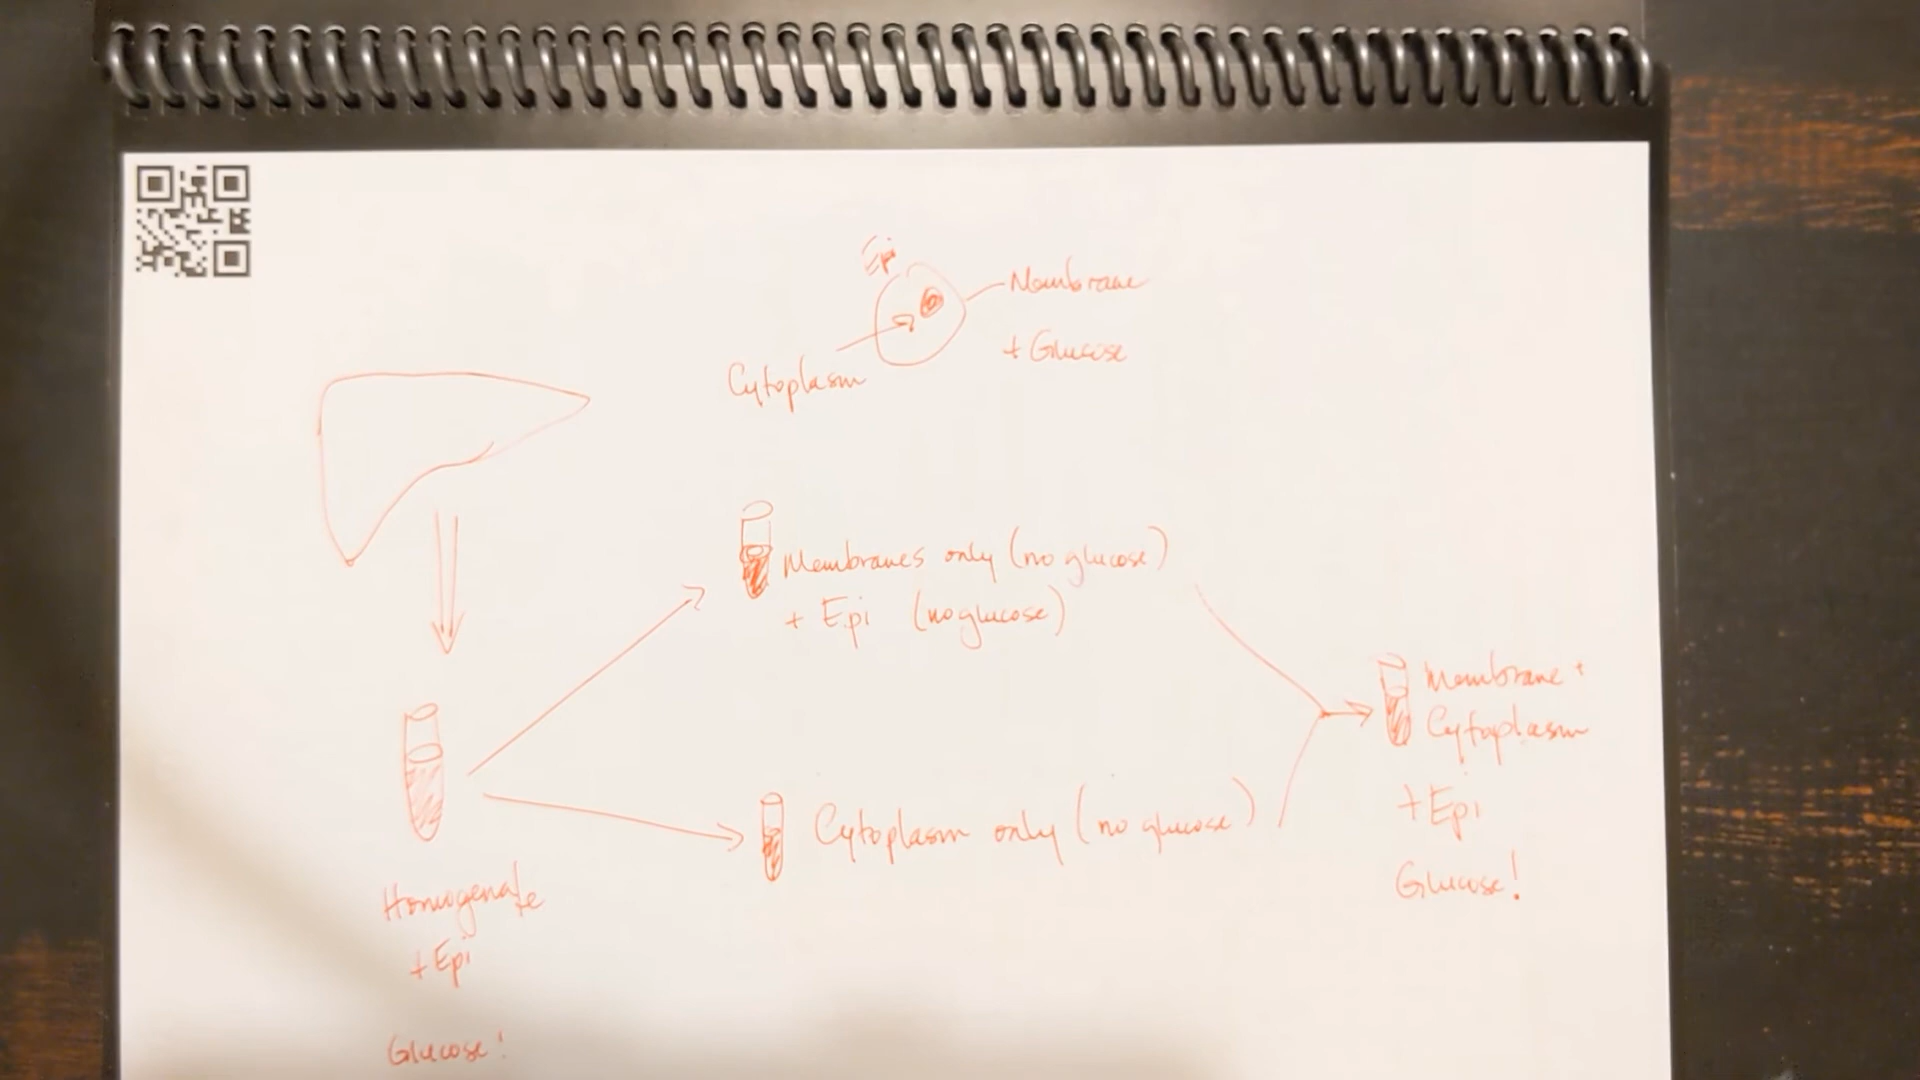 Epi
Membrane
+ Glucose
Cytoplasm
Membranes only (no glucose)
+ Epi (no glucose)
Membrane +
Cytoplasm
+ Epi
Glucose!
Cytoplasm only (no glucose)
Homogenate
+ Epi
Glucose!